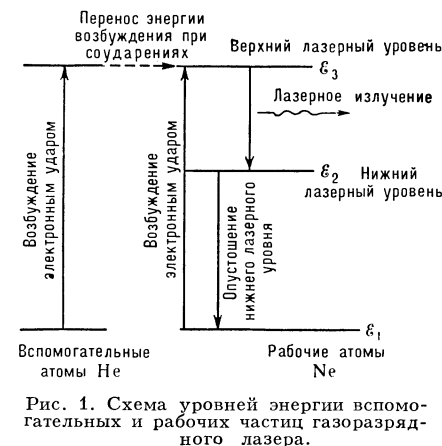 Перенос энергии
возбуждения при
соударениях
Верхний лазерный уровень
ℰ₃
Лазерное излучение
Возбуждение
электронным ударом
Возбуждение
электронным ударом
ℰ₂ Нижний
лазерный уровень
Опустошение
нижнего лазерного
уровня
ℰ₁
Вспомогательные
атомы He
Рабочие атомы
Ne
Рис. 1. Схема уровней энергии вспомо-
гательных и рабочих частиц газоразряд-
ного лазера.